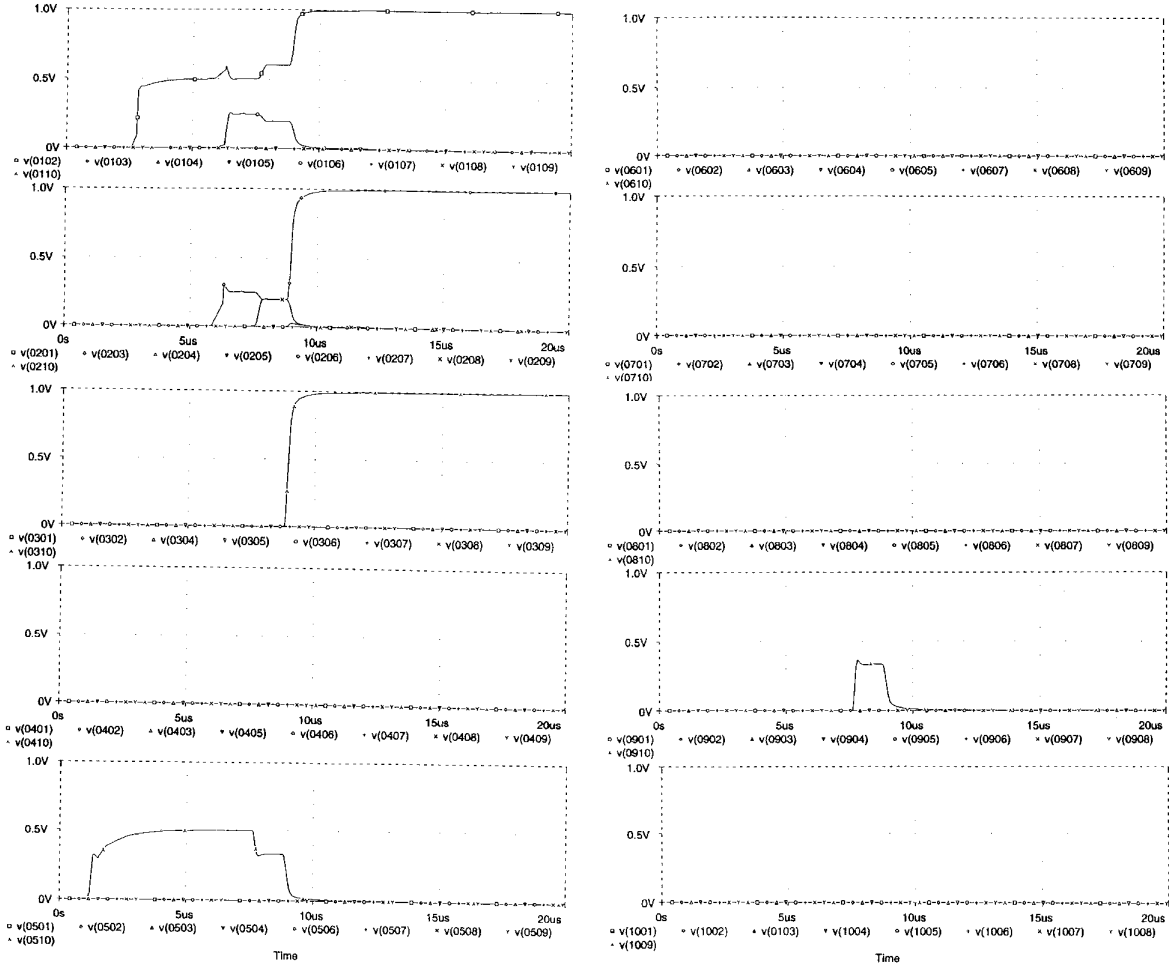 1.0V
0.5V
0V
v(0102) v(0103) v(0104) v(0105) v(0106) v(0107) v(0108) v(0109)
v(0110)
1.0V
0.5V
0V
0s 5us 10us 15us 20us
v(0201) v(0203) v(0204) v(0205) v(0206) v(0207) v(0208) v(0209)
v(0210)
1.0V
0.5V
0V
v(0301) v(0302) v(0304) v(0305) v(0306) v(0307) v(0308) v(0309)
v(0310)
1.0V
0.5V
0V
0s 5us 10us 15us 20us
v(0401) v(0402) v(0403) v(0405) v(0406) v(0407) v(0408) v(0409)
v(0410)
1.0V
0.5V
0V
0s 5us 10us 15us 20us
v(0501) v(0502) v(0503) v(0504) v(0506) v(0507) v(0508) v(0509)
v(0510)
Time
1.0V
0.5V
0V
v(0601) v(0602) v(0603) v(0604) v(0605) v(0607) v(0608) v(0609)
v(0610)
1.0V
0.5V
0V
0s 5us 10us 15us 20us
v(0701) v(0702) v(0703) v(0704) v(0705) v(0706) v(0708) v(0709)
v(0710)
1.0V
0.5V
0V
v(0801) v(0802) v(0803) v(0804) v(0805) v(0806) v(0807) v(0809)
v(0810)
1.0V
0.5V
0V
0s 5us 10us 15us 20us
v(0901) v(0902) v(0903) v(0904) v(0905) v(0906) v(0907) v(0908)
v(0910)
1.0V
0.5V
0V
0s 5us 10us 15us 20us
v(1001) v(1002) v(0103) v(1004) v(1005) v(1006) v(1007) v(1008)
v(1009)
Time